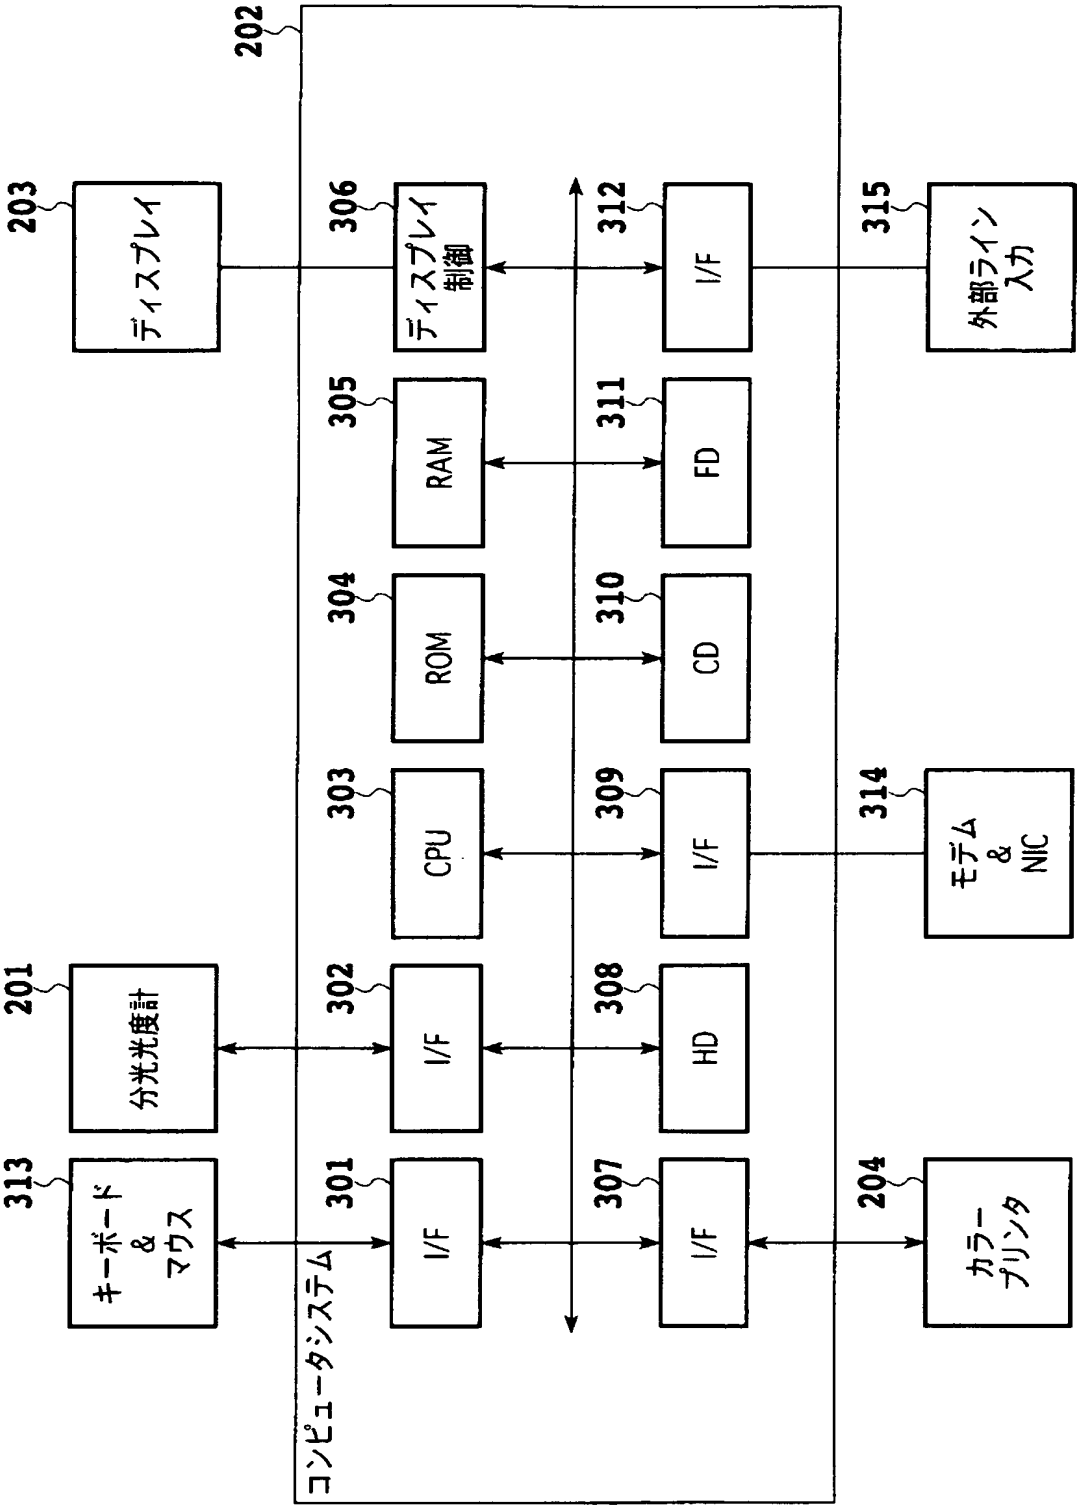 313
キーボード
&
マウス
201
分光光度計
203
ディスプレイ
202
コンピュータシステム
301
I/F
302
I/F
303
CPU
304
ROM
305
RAM
306
ディスプレイ
制御
307
I/F
308
HD
309
I/F
310
CD
311
FD
312
I/F
204
カラー
プリンタ
314
モデム
&
NIC
315
外部ライン
入力